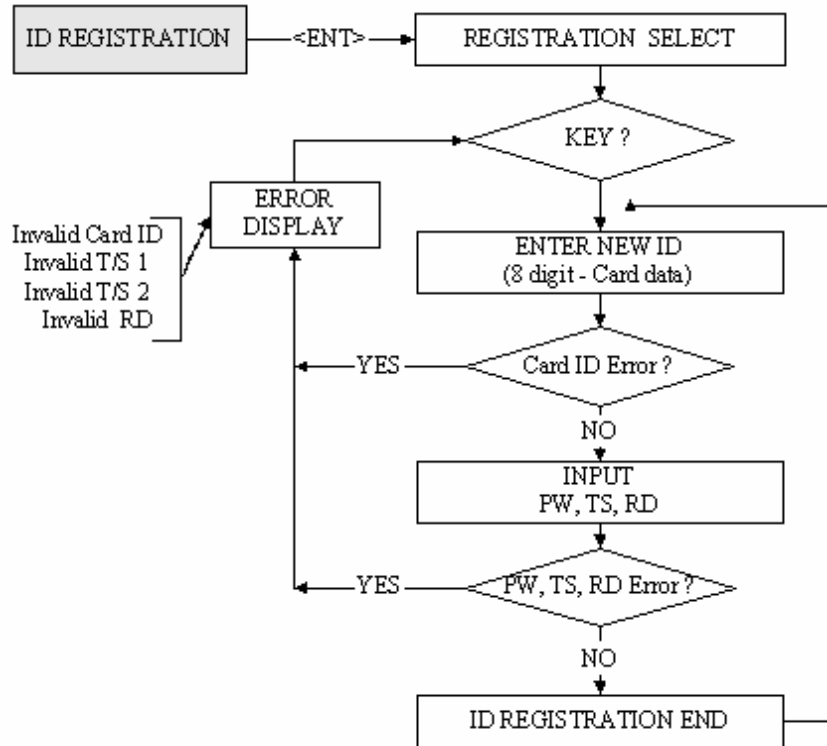 ID REGISTRATION
<ENT>
REGISTRATION SELECT
KEY ?
ERROR
DISPLAY
Invalid Card ID
Invalid T/S 1
Invalid T/S 2
Invalid RD
ENTER NEW ID
(8 digit - Card data)
YES
Card ID Error ?
NO
INPUT
PW, TS, RD
YES
PW, TS, RD Error ?
NO
ID REGISTRATION END